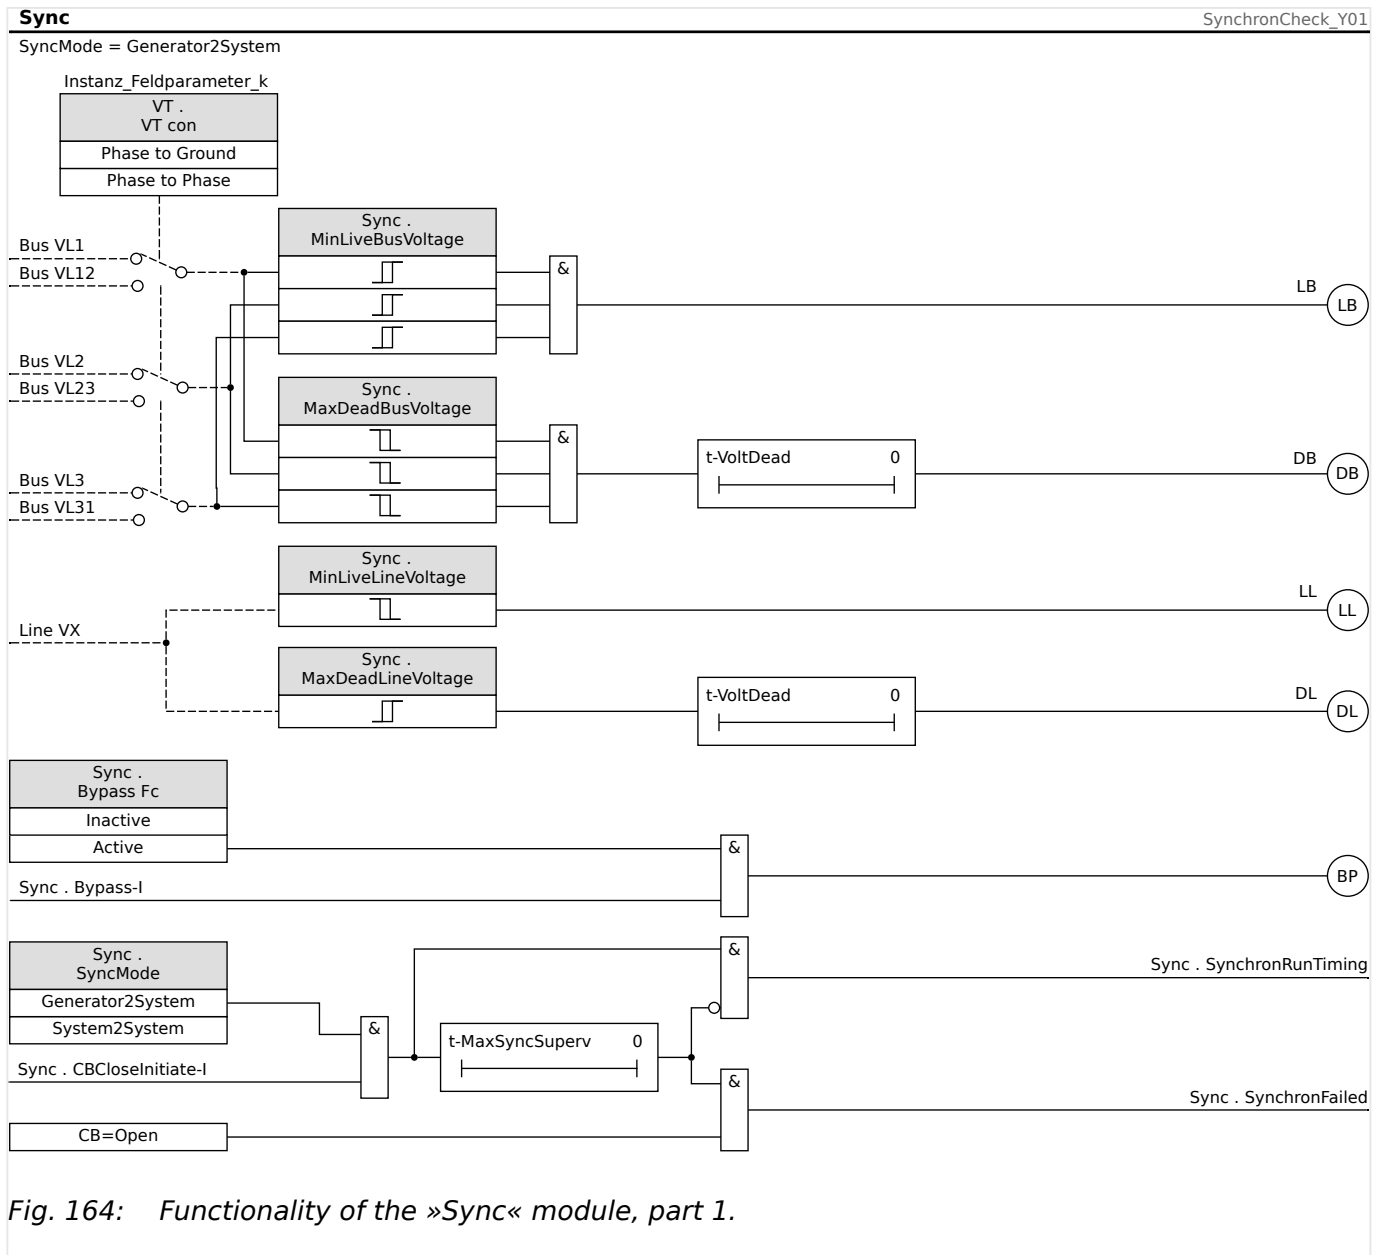 Sync
SynchronCheck_Y01
SyncMode = Generator2System
Instanz_Feldparameter_k
VT .
VT con
Phase to Ground
Phase to Phase
Sync .
MinLiveBusVoltage
Bus VL1
Bus VL12
&
LB
LB
Bus VL2
Bus VL23
Sync .
MaxDeadBusVoltage
&
t-VoltDead 0
DB
DB
Bus VL3
Bus VL31
Sync .
MinLiveLineVoltage
LL
LL
Line VX
Sync .
MaxDeadLineVoltage
t-VoltDead 0
DL
DL
Sync .
Bypass Fc
Inactive
Active
&
BP
Sync . Bypass-I
Sync .
SyncMode
Generator2System
System2System
&
Sync . SynchronRunTiming
&
t-MaxSyncSuperv 0
Sync . CBCloseInitiate-I
&
Sync . SynchronFailed
CB=Open
Fig. 164: Functionality of the »Sync« module, part 1.